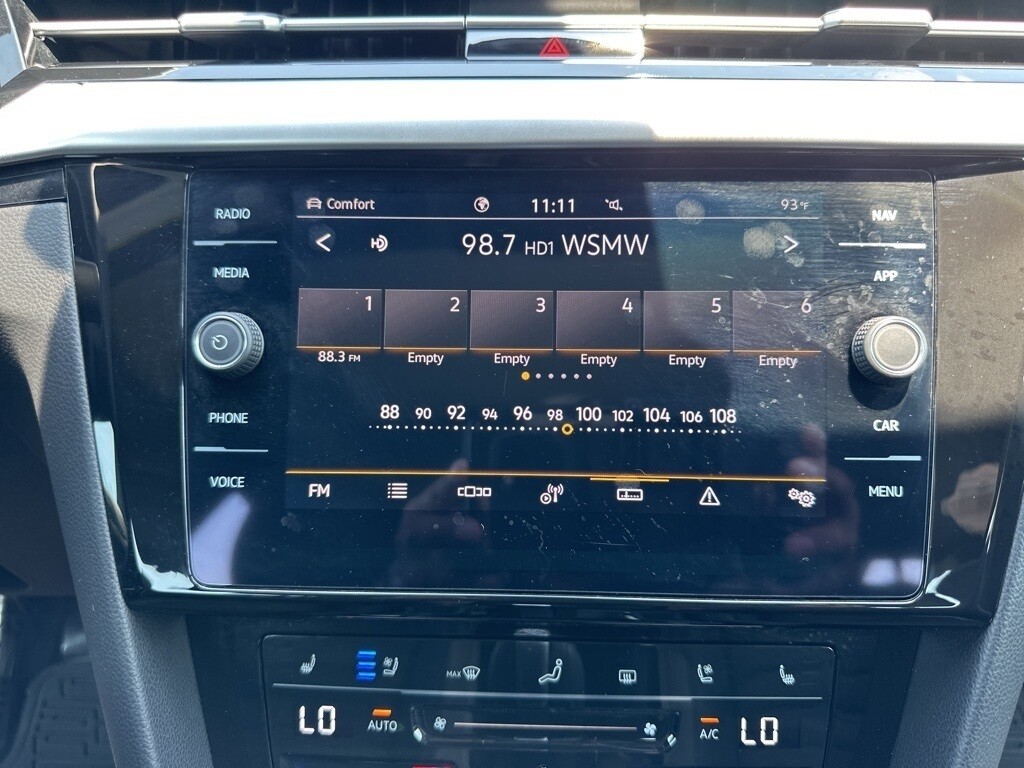 RADIO
MEDIA
PHONE
VOICE
Comfort 11:11 93°F
98.7 HD1 WSMW
1 2 3 4 5 6
88.3 FM Empty Empty Empty Empty Empty
88 90 92 94 96 98 100 102 104 106 108
FM
NAV
APP
CAR
MENU
MAX
LO AUTO A/C LO